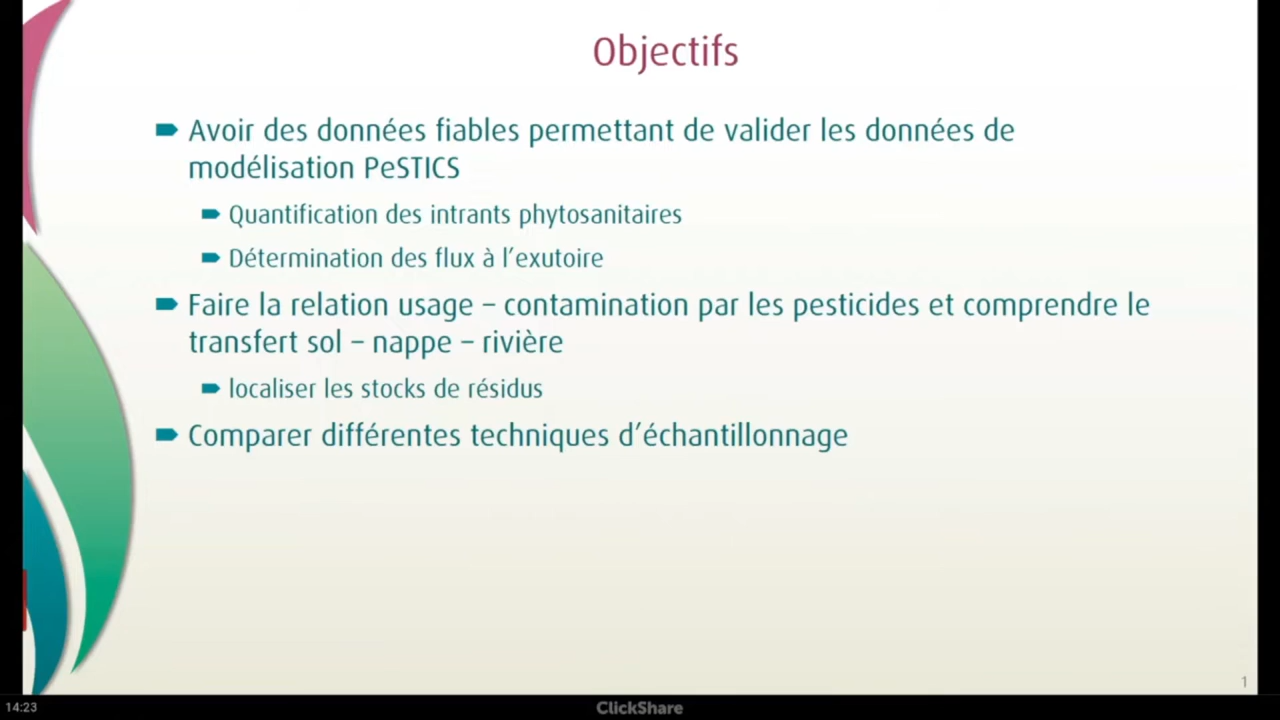 Objectifs
Avoir des données fiables permettant de valider les données de
modélisation PeSTICS
Quantification des intrants phytosanitaires
Détermination des flux à l'exutoire
Faire la relation usage – contamination par les pesticides et comprendre le
transfert sol – nappe – rivière
localiser les stocks de résidus
Comparer différentes techniques d'échantillonnage
1
14:23
ClickShare